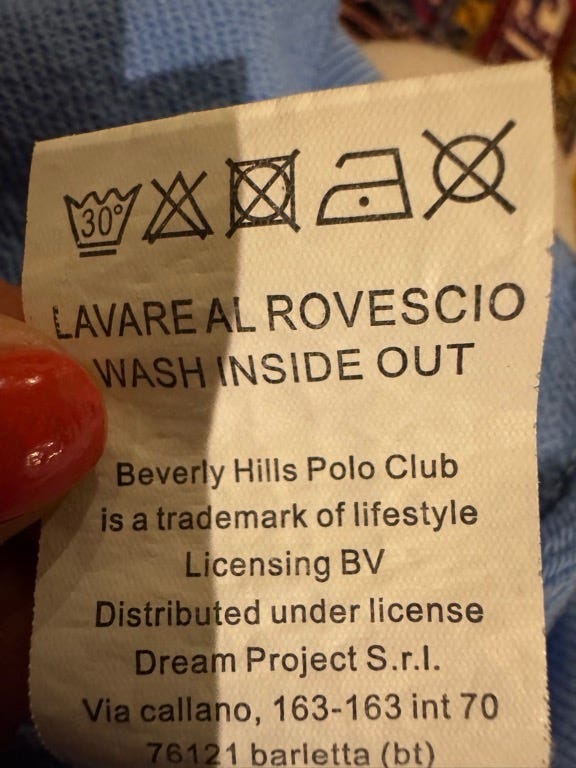 30°
LAVARE AL ROVESCIO
WASH INSIDE OUT
Beverly Hills Polo Club
is a trademark of lifestyle
Licensing BV
Distributed under license
Dream Project S.r.l.
Via callano, 163-163 int 70
76121 barletta (bt)